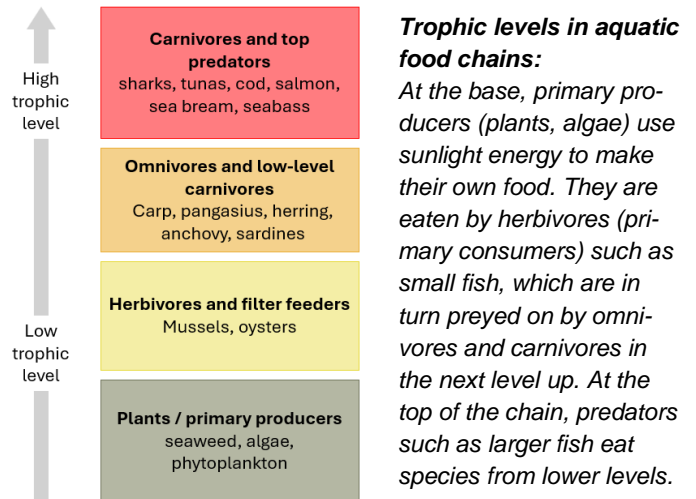 High
trophic
level
Low
trophic
level
Carnivores and top
predators
sharks, tunas, cod, salmon,
sea bream, seabass
Omnivores and low-level
carnivores
Carp, pangasius, herring,
anchovy, sardines
Herbivores and filter feeders
Mussels, oysters
Plants / primary producers
seaweed, algae,
phytoplankton
Trophic levels in aquatic
food chains:
At the base, primary pro-
ducers (plants, algae) use
sunlight energy to make
their own food. They are
eaten by herbivores (pri-
mary consumers) such as
small fish, which are in
turn preyed on by omni-
vores and carnivores in
the next level up. At the
top of the chain, predators
such as larger fish eat
species from lower levels.